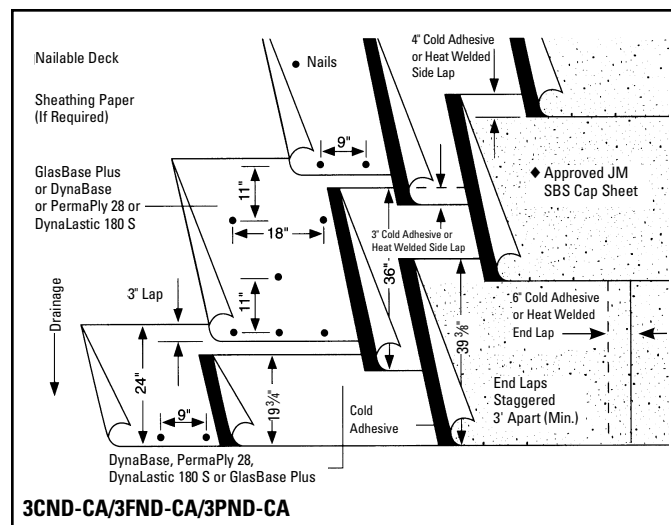 Nailable Deck
Sheathing Paper
(If Required)
GlasBase Plus
or DynaBase
or PermaPly 28 or
DynaLastic 180 S
Nails
9"
11"
18"
11"
3" Lap
Drainage
24"
9"
19 3/4"
36"
39 3/8"
4" Cold Adhesive
or Heat Welded
Side Lap
♦ Approved JM
SBS Cap Sheet
3" Cold Adhesive or
Heat Welded Side Lap
6" Cold Adhesive
or Heat Welded
End Lap
End Laps
Staggered
3' Apart (Min.)
Cold
Adhesive
DynaBase, PermaPly 28,
DynaLastic 180 S or GlasBase Plus
3CND-CA/3FND-CA/3PND-CA